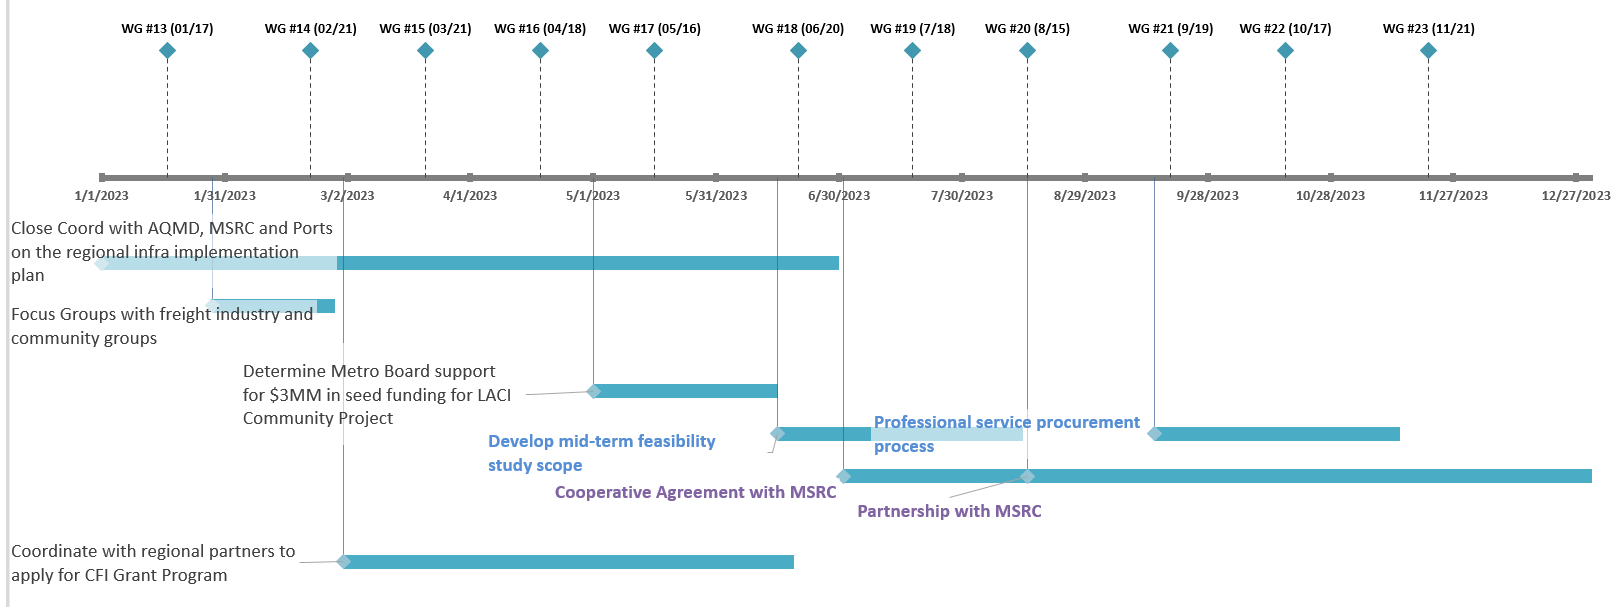 WG #13 (01/17)
WG #14 (02/21)
WG #15 (03/21)
WG #16 (04/18)
WG #17 (05/16)
WG #18 (06/20)
WG #19 (7/18)
WG #20 (8/15)
WG #21 (9/19)
WG #22 (10/17)
WG #23 (11/21)
1/1/2023
1/31/2023
3/2/2023
4/1/2023
5/1/2023
5/31/2023
6/30/2023
7/30/2023
8/29/2023
9/28/2023
10/28/2023
11/27/2023
12/27/2023
Close Coord with AQMD, MSRC and Ports
on the regional infra implementation
plan
Focus Groups with freight industry and
community groups
Determine Metro Board support
for $3MM in seed funding for LACI
Community Project
Develop mid-term feasibility
study scope
Professional service procurement
process
Cooperative Agreement with MSRC
Partnership with MSRC
Coordinate with regional partners to
apply for CFI Grant Program